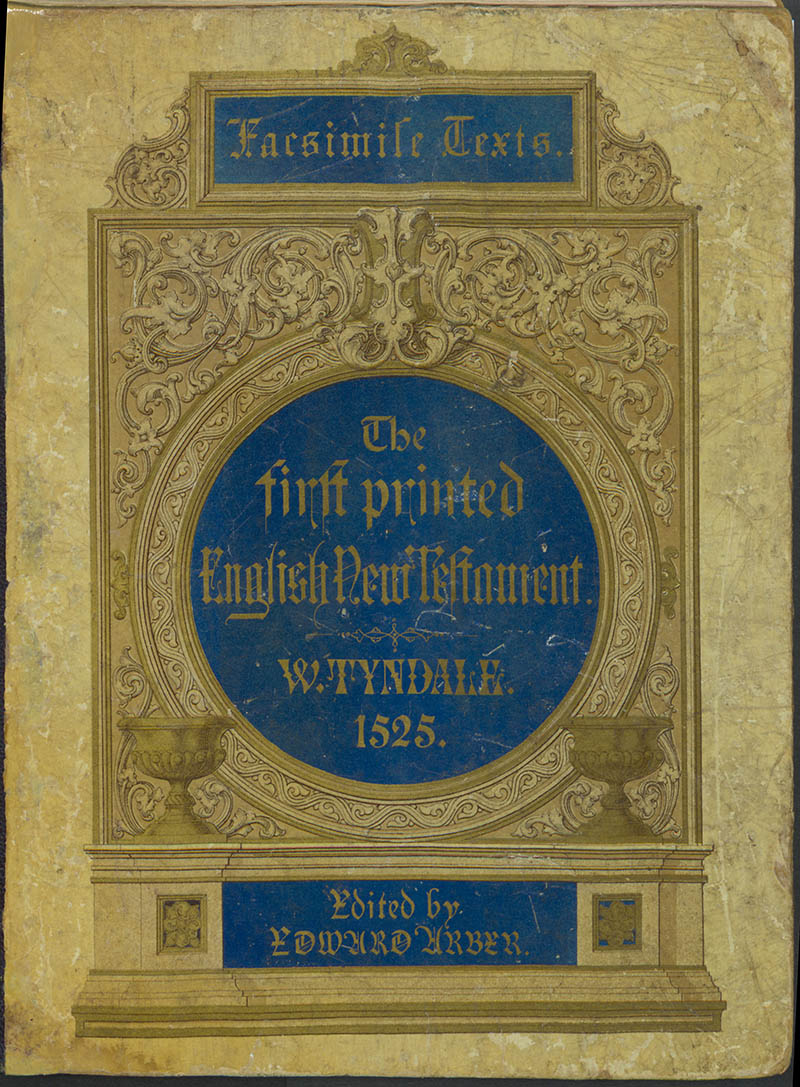 Facsimile Texts.
The
first printed
English New Testament.
W. TYNDALE.
1525.
Edited by
EDWARD ARBER.